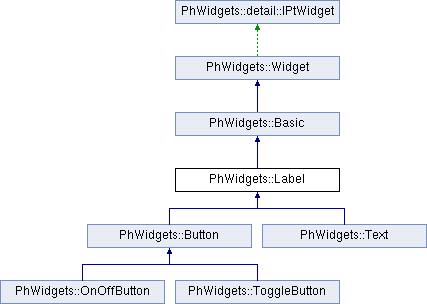 PhWidgets::detail::IPtWidget
PhWidgets::Widget
PhWidgets::Basic
PhWidgets::Label
PhWidgets::Button
PhWidgets::Text
PhWidgets::OnOffButton
PhWidgets::ToggleButton